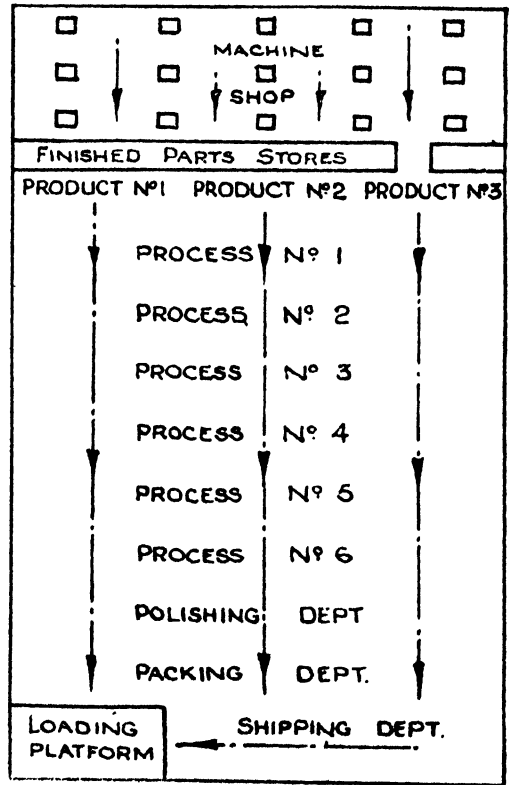 MACHINE
SHOP
FINISHED PARTS STORES
PRODUCT Nº1 PRODUCT Nº2 PRODUCT Nº3
PROCESS Nº 1
PROCESS Nº 2
PROCESS Nº 3
PROCESS Nº 4
PROCESS Nº 5
PROCESS Nº 6
POLISHING DEPT
PACKING DEPT.
SHIPPING DEPT.
LOADING
PLATFORM